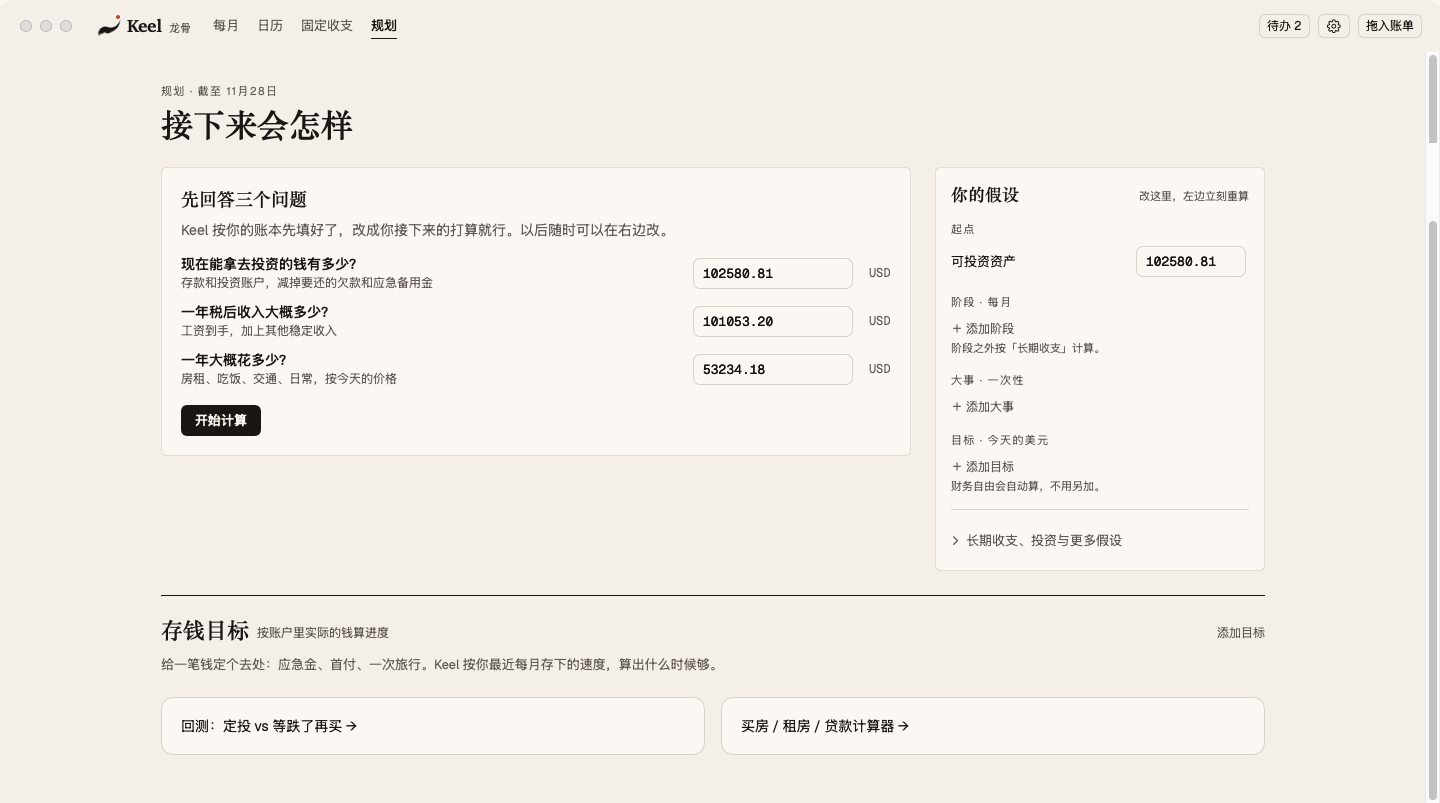 Keel 龙骨 每月 日历 固定收支 规划 待办 2 拖入账单
规划 · 截至 11月28日
接下来会怎样
先回答三个问题
Keel 按你的账本先填好了，改成你接下来的打算就行。以后随时可以在右边改。
现在能拿去投资的钱有多少?
存款和投资账户，减掉要还的欠款和应急备用金
102580.81 USD
一年税后收入大概多少?
工资到手，加上其他稳定收入
101053.20 USD
一年大概花多少?
房租、吃饭、交通、日常，按今天的价格
53234.18 USD
开始计算
你的假设 改这里，左边立刻重算
起点
可投资资产 102580.81
阶段 · 每月
+ 添加阶段
阶段之外按「长期收支」计算。
大事 · 一次性
+ 添加大事
目标 · 今天的美元
+ 添加目标
财务自由会自动算，不用另加。
> 长期收支、投资与更多假设
存钱目标 按账户里实际的钱算进度 添加目标
给一笔钱定个去处：应急金、首付、一次旅行。Keel 按你最近每月存下的速度，算出什么时候够。
回测：定投 vs 等跌了再买 →
买房 / 租房 / 贷款计算器 →